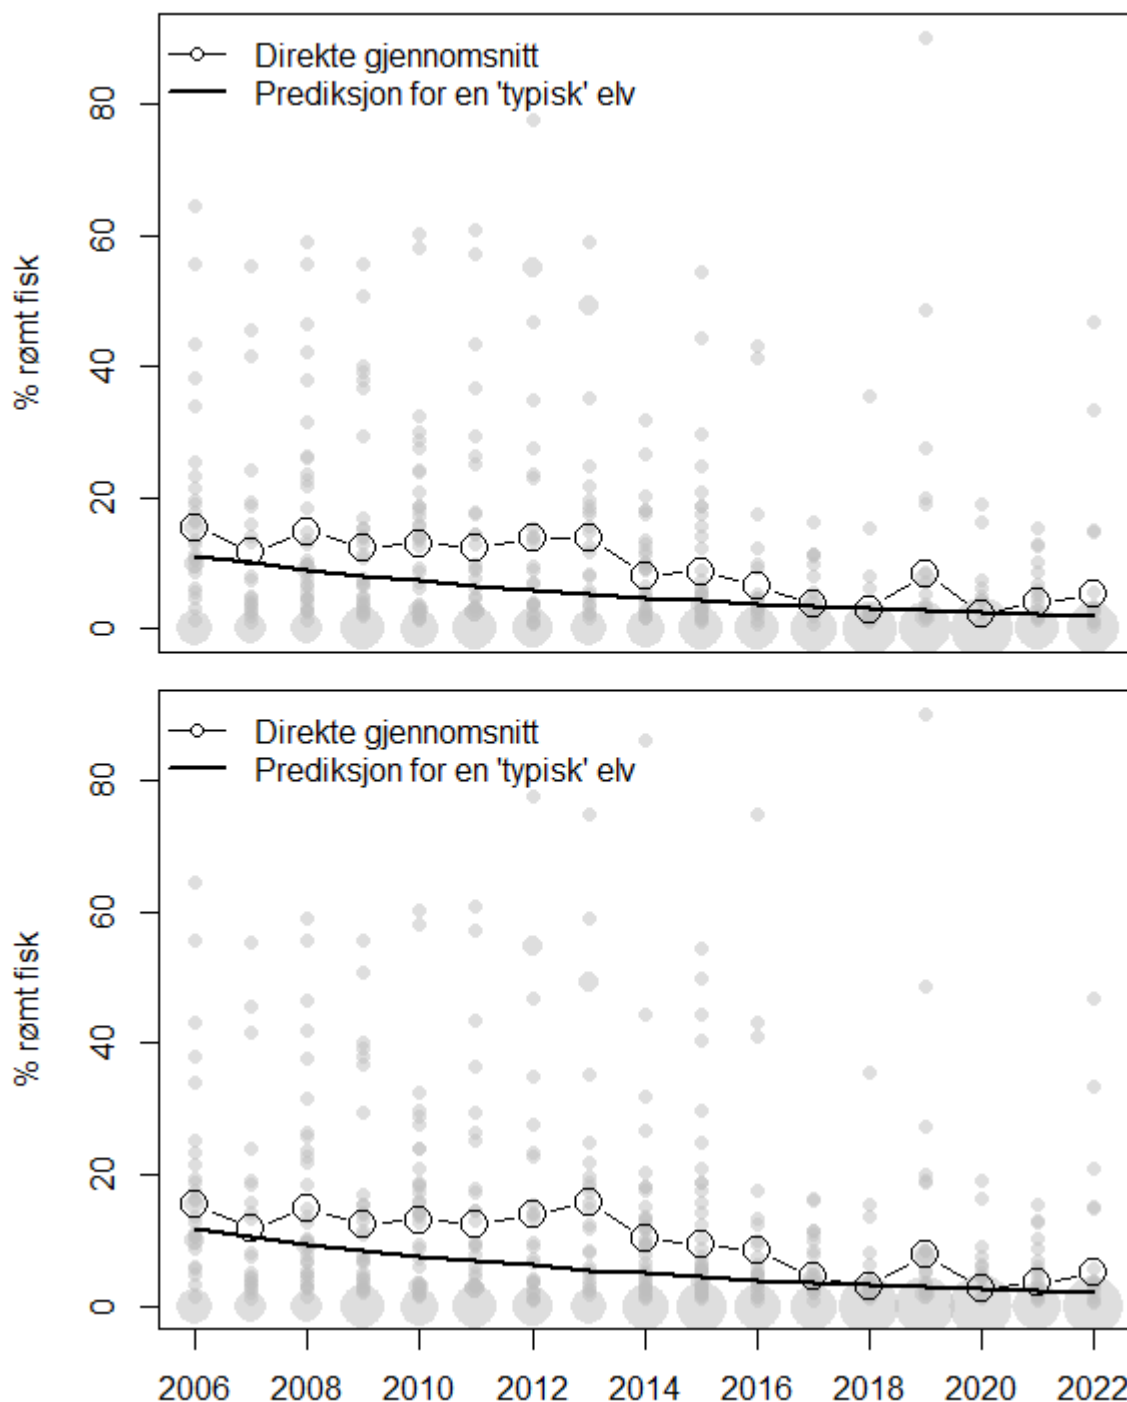 Direkte gjennomsnitt
Prediksjon for en 'typisk' elv
80
60
40
20
0
% rømt fisk
Direkte gjennomsnitt
Prediksjon for en 'typisk' elv
80
60
40
20
0
% rømt fisk
2006 2008 2010 2012 2014 2016 2018 2020 2022